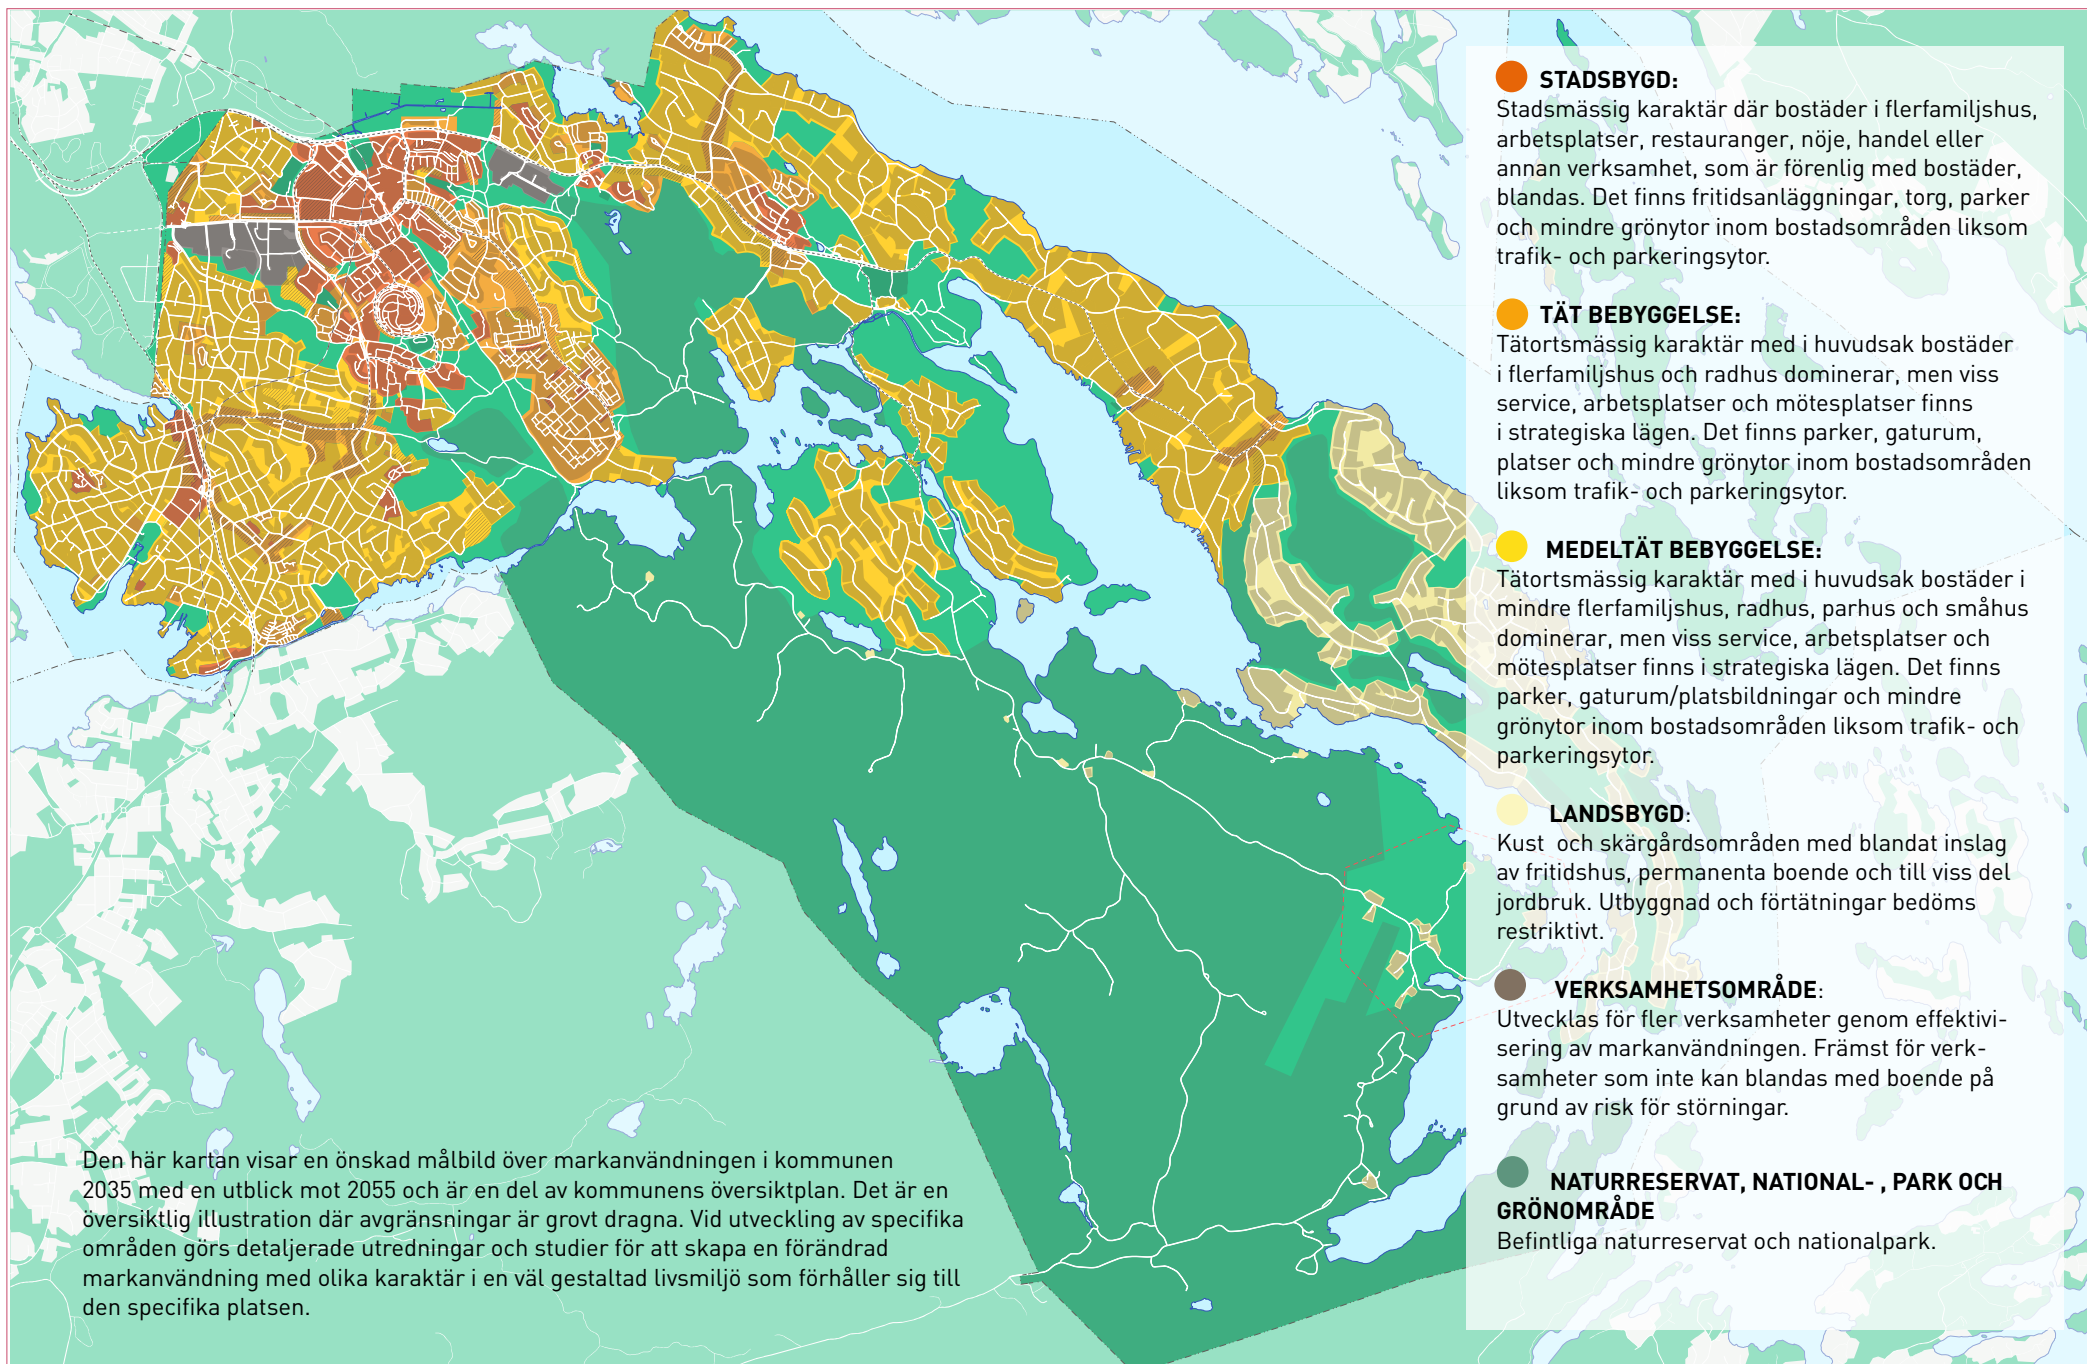 STADSBYGD:
Stadsmässig karaktär där bostäder i flerfamiljshus,
arbetsplatser, restauranger, nöje, handel eller
annan verksamhet, som är förenlig med bostäder,
blandas. Det finns fritidsanläggningar, torg, parker
och mindre grönytor inom bostadsområden liksom
trafik- och parkeringsytor.
TÄT BEBYGGELSE:
Tätortsmässig karaktär med i huvudsak bostäder
i flerfamiljshus och radhus dominerar, men viss
service, arbetsplatser och mötesplatser finns
i strategiska lägen. Det finns parker, gaturum,
platser och mindre grönytor inom bostadsområden
liksom trafik- och parkeringsytor.
MEDELTÄT BEBYGGELSE:
Tätortsmässig karaktär med i huvudsak bostäder i
mindre flerfamiljshus, radhus, parhus och småhus
dominerar, men viss service, arbetsplatser och
mötesplatser finns i strategiska lägen. Det finns
parker, gaturum/platsbildningar och mindre
grönytor inom bostadsområden liksom trafik- och
parkeringsytor.
LANDSBYGD:
Kust och skärgårdsområden med blandat inslag
av fritidshus, permanenta boende och till viss del
jordbruk. Utbyggnad och förtätningar bedöms
restriktivt.
VERKSAMHETSOMRÅDE:
Utvecklas för fler verksamheter genom effektivi-
sering av markanvändningen. Främst för verk-
samheter som inte kan blandas med boende på
grund av risk för störningar.
NATURRESERVAT, NATIONAL- , PARK OCH
GRÖNOMRÅDE
Befintliga naturreservat och nationalpark.
Den här kartan visar en önskad målbild över markanvändningen i kommunen
2035 med en utblick mot 2055 och är en del av kommunens översiktplan. Det är en
översiktlig illustration där avgränsningar är grovt dragna. Vid utveckling av specifika
områden görs detaljerade utredningar och studier för att skapa en förändrad
markanvändning med olika karaktär i en väl gestaltad livsmiljö som förhåller sig till
den specifika platsen.